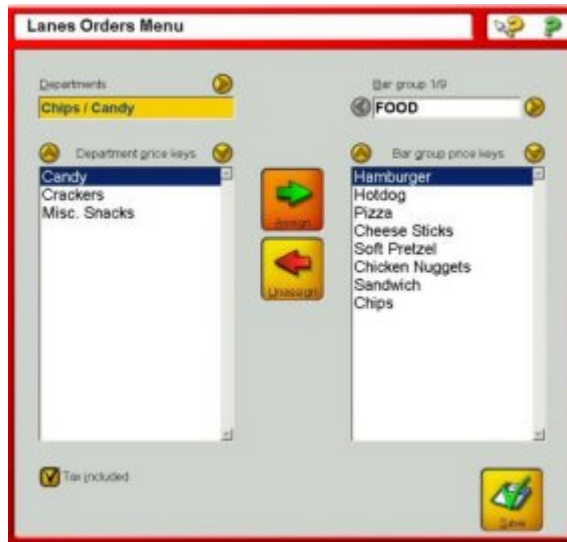 Lanes Orders Menu
Departments
Chips / Candy
Bar group 1/9
FOOD
Department price keys
Candy
Crackers
Misc. Snacks
Assign
Unassign
Bar group price keys
Hamburger
Hotdog
Pizza
Cheese Sticks
Soft Pretzel
Chicken Nuggets
Sandwich
Chips
Tax included
Save